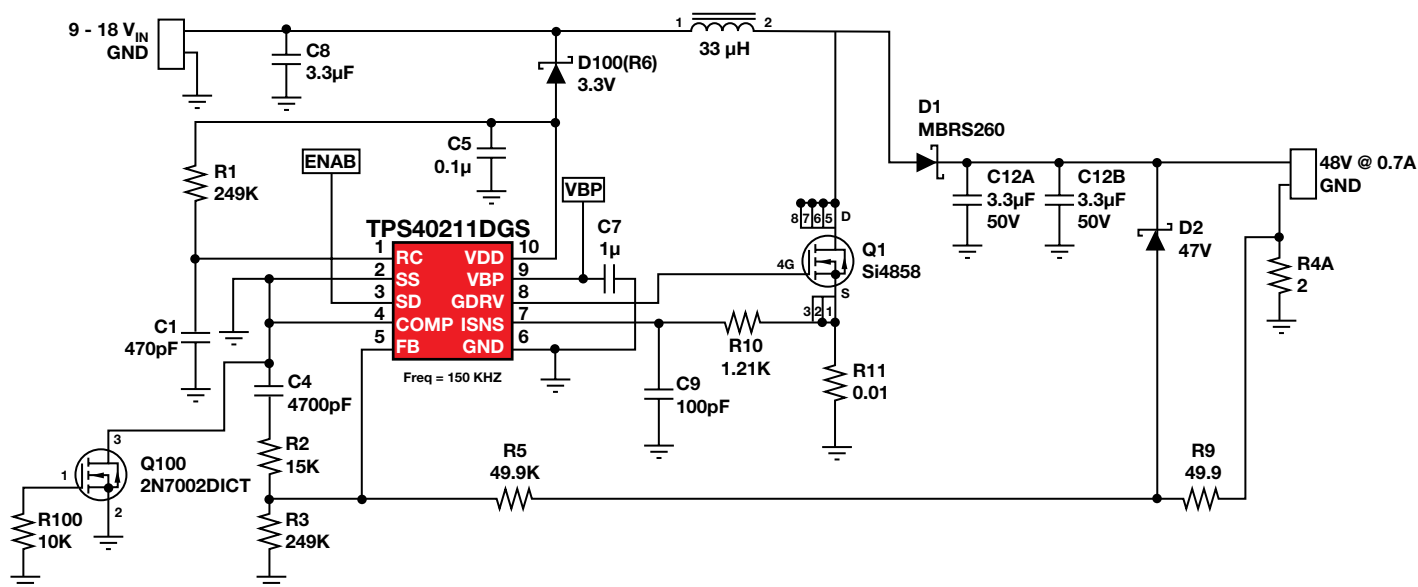 9 - 18 VIN
GND
C8
3.3µF
D100(R6)
3.3V
1
2
33 µH
D1
MBRS260
48V @ 0.7A
GND
C12A
3.3µF
50V
C12B
3.3µF
50V
D2
47V
R4A
2
R1
249K
ENAB
C5
0.1µ
VBP
C7
1µ
TPS40211DGS
1 RC VDD 10
2 SS VBP 9
3 SD GDRV 8
4 COMP ISNS 7
5 FB GND 6
Freq = 150 KHZ
8 7 6 5 D
4G
Q1
Si4858
S
3 2 1
C1
470pF
C4
4700pF
R10
1.21K
C9
100pF
R11
0.01
3
1
2
Q100
2N7002DICT
R2
15K
R5
49.9K
R9
49.9
R100
10K
R3
249K